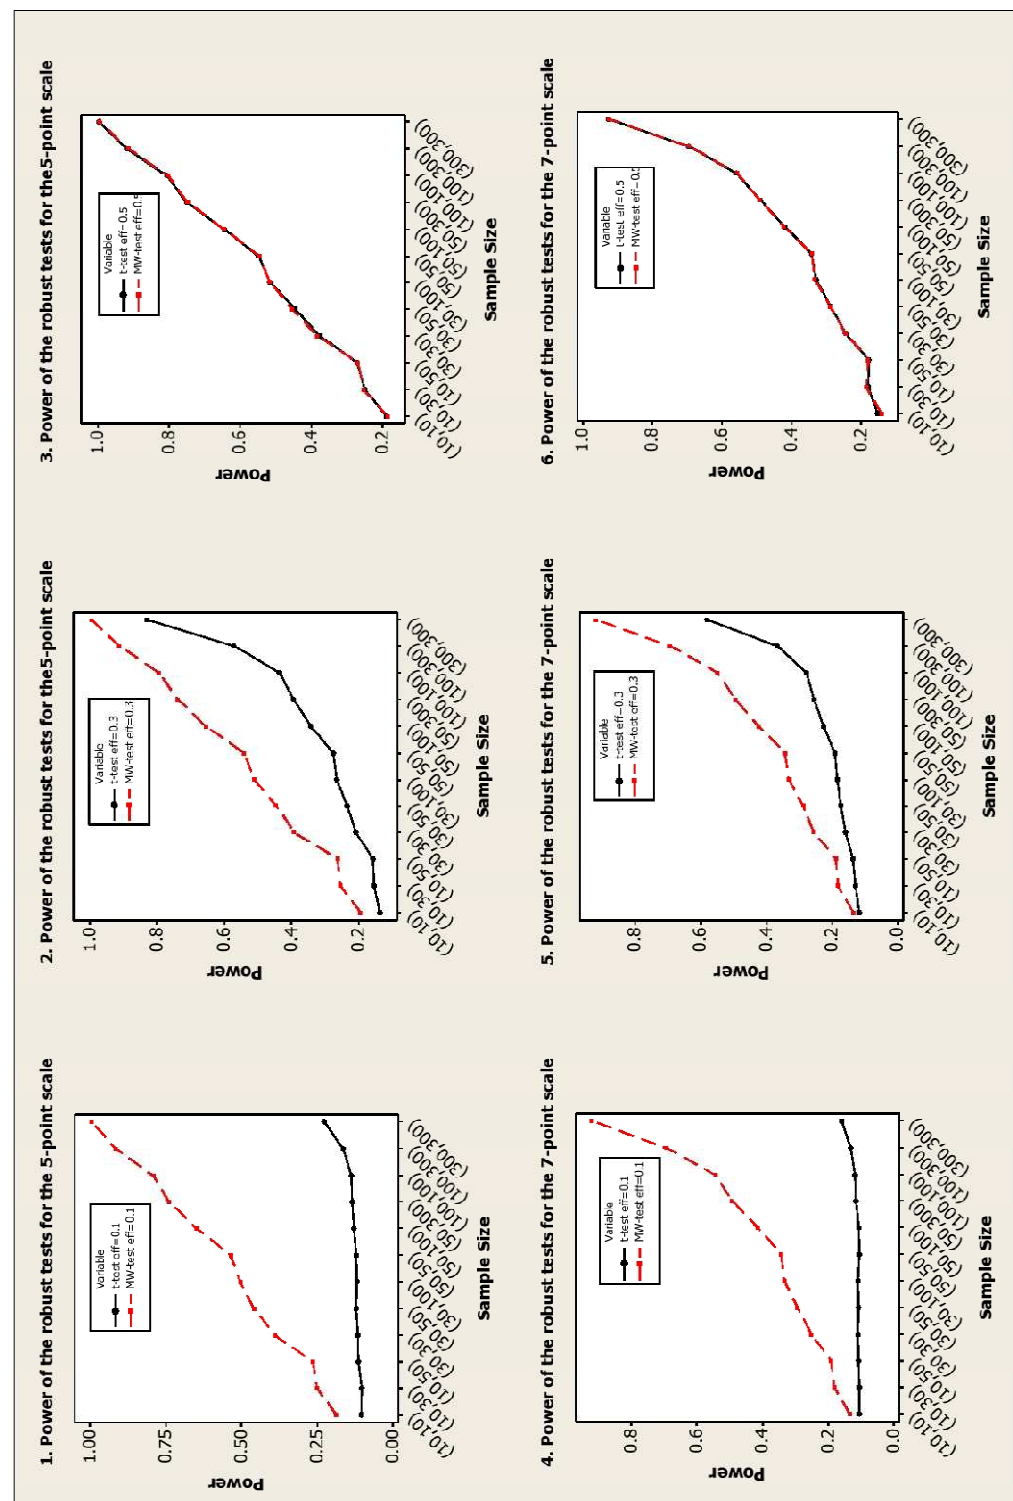 1. Power of the robust tests for the 5-point scale
1.00
0.75
0.50
0.25
0.00
Power
Variable
t-test eff=0.1
MW-test eff=0.1
(10,10)
(10,30)
(10,50)
(30,30)
(30,50)
(30,100)
(50,50)
(50,100)
(50,300)
(100,100)
(100,300)
(300,300)
Sample Size
2. Power of the robust tests for the5-point scale
1.0
0.8
0.6
0.4
0.2
Power
Variable
t-test eff=0.3
MW-test eff=0.3
(10,10)
(10,30)
(10,50)
(30,30)
(30,50)
(30,100)
(50,50)
(50,100)
(50,300)
(100,100)
(100,300)
(300,300)
Sample Size
3. Power of the robust tests for the5-point scale
1.0
0.8
0.6
0.4
0.2
Power
Variable
t-test eff=0.5
MW-test eff=0.5
(10,10)
(10,30)
(10,50)
(30,30)
(30,50)
(30,100)
(50,50)
(50,100)
(50,300)
(100,100)
(100,300)
(300,300)
Sample Size
4. Power of the robust tests for the 7-point scale
0.8
0.6
0.4
0.2
0.0
Power
Variable
t-test eff=0.1
MW-test eff=0.1
(10,10)
(10,30)
(10,50)
(30,30)
(30,50)
(30,100)
(50,50)
(50,100)
(50,300)
(100,100)
(100,300)
(300,300)
Sample Size
5. Power of the robust tests for the 7-point scale
0.8
0.6
0.4
0.2
0.0
Power
Variable
t-test eff=0.3
MW-test eff=0.3
(10,10)
(10,30)
(10,50)
(30,30)
(30,50)
(30,100)
(50,50)
(50,100)
(50,300)
(100,100)
(100,300)
(300,300)
Sample Size
6. Power of the robust tests for the 7-point scale
1.0
0.8
0.6
0.4
0.2
Power
Variable
t-test eff=0.5
MW-test eff=0.5
(10,10)
(10,30)
(10,50)
(30,30)
(30,50)
(30,100)
(50,50)
(50,100)
(50,300)
(100,100)
(100,300)
(300,300)
Sample Size